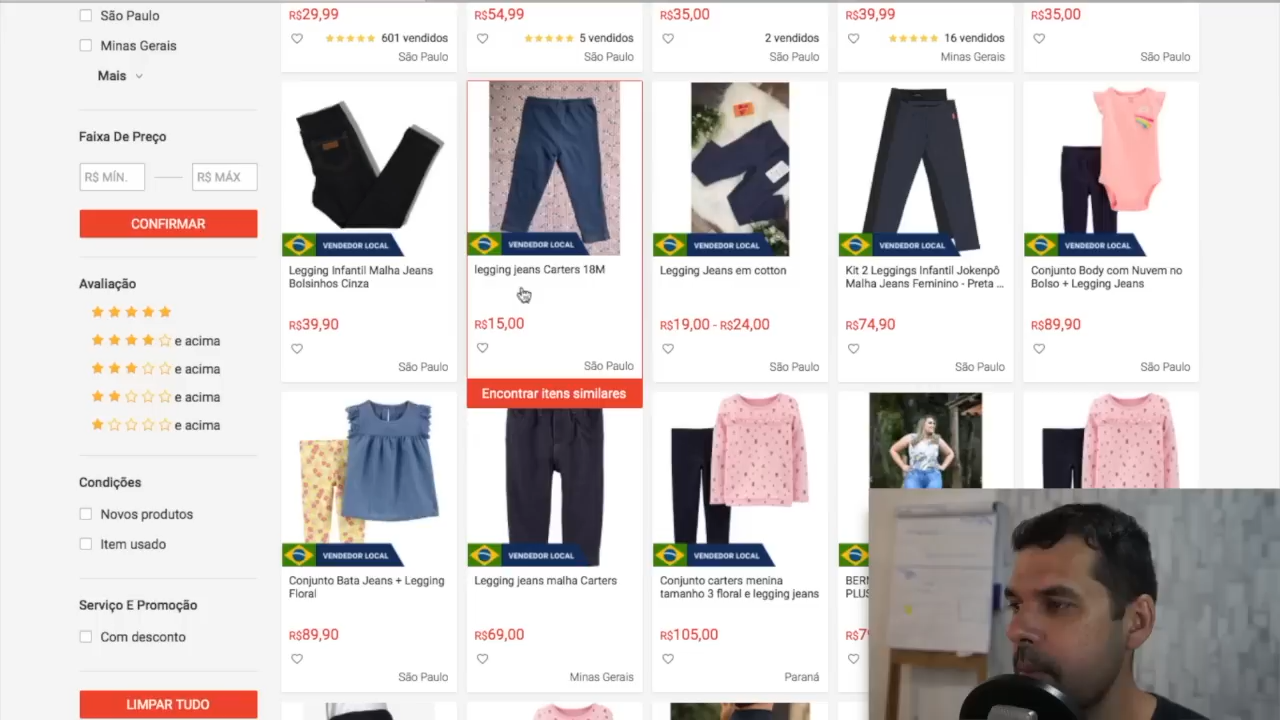 São Paulo
Minas Gerais
Mais
Faixa De Preço
R$ MÍN.
R$ MÁX
CONFIRMAR
Avaliação
e acima
e acima
e acima
e acima
Condições
Novos produtos
Item usado
Serviço E Promoção
Com desconto
LIMPAR TUDO
R$29,99
601 vendidos
São Paulo
R$54,99
5 vendidos
São Paulo
R$35,00
2 vendidos
São Paulo
R$39,99
16 vendidos
Minas Gerais
R$35,00
São Paulo
VENDEDOR LOCAL
Legging Infantil Malha Jeans
Bolsinhos Cinza
R$39,90
São Paulo
VENDEDOR LOCAL
legging jeans Carters 18M
R$15,00
São Paulo
Encontrar itens similares
VENDEDOR LOCAL
Legging Jeans em cotton
R$19,00 - R$24,00
São Paulo
VENDEDOR LOCAL
Kit 2 Leggings Infantil Jokenpô
Malha Jeans Feminino - Preta ...
R$74,90
São Paulo
VENDEDOR LOCAL
Conjunto Body com Nuvem no
Bolso + Legging Jeans
R$89,90
São Paulo
VENDEDOR LOCAL
Conjunto Bata Jeans + Legging
Floral
R$89,90
São Paulo
VENDEDOR LOCAL
Legging jeans malha Carters
R$69,00
Minas Gerais
VENDEDOR LOCAL
Conjunto carters menina
tamanho 3 floral e legging jeans
R$105,00
Paraná